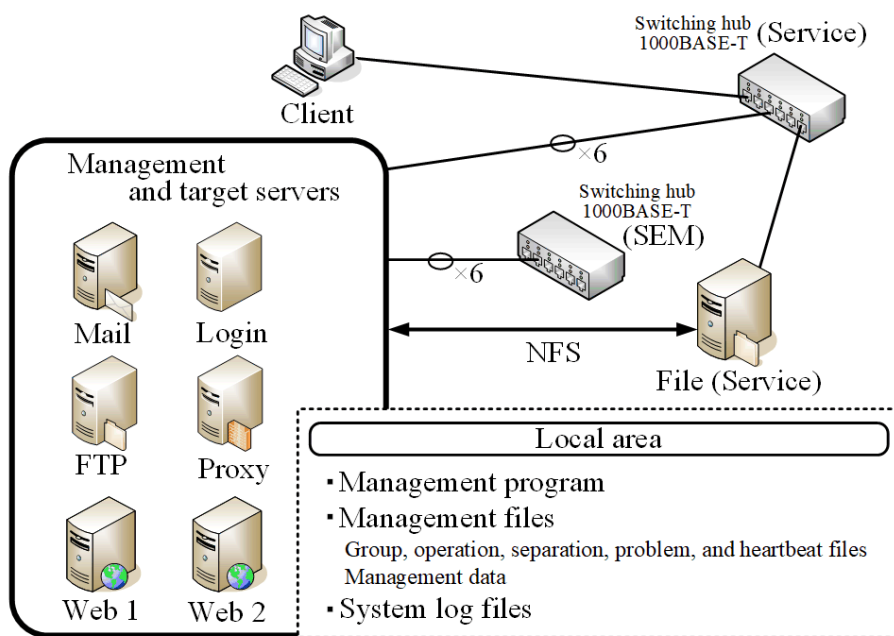 Switching hub
1000BASE-T (Service)
Client
×6
Management
and target servers
Switching hub
1000BASE-T
(SEM)
×6
Mail
Login
NFS
File (Service)
FTP
Proxy
Web 1
Web 2
Local area
・Management program
・Management files
Group, operation, separation, problem, and heartbeat files
Management data
・System log files